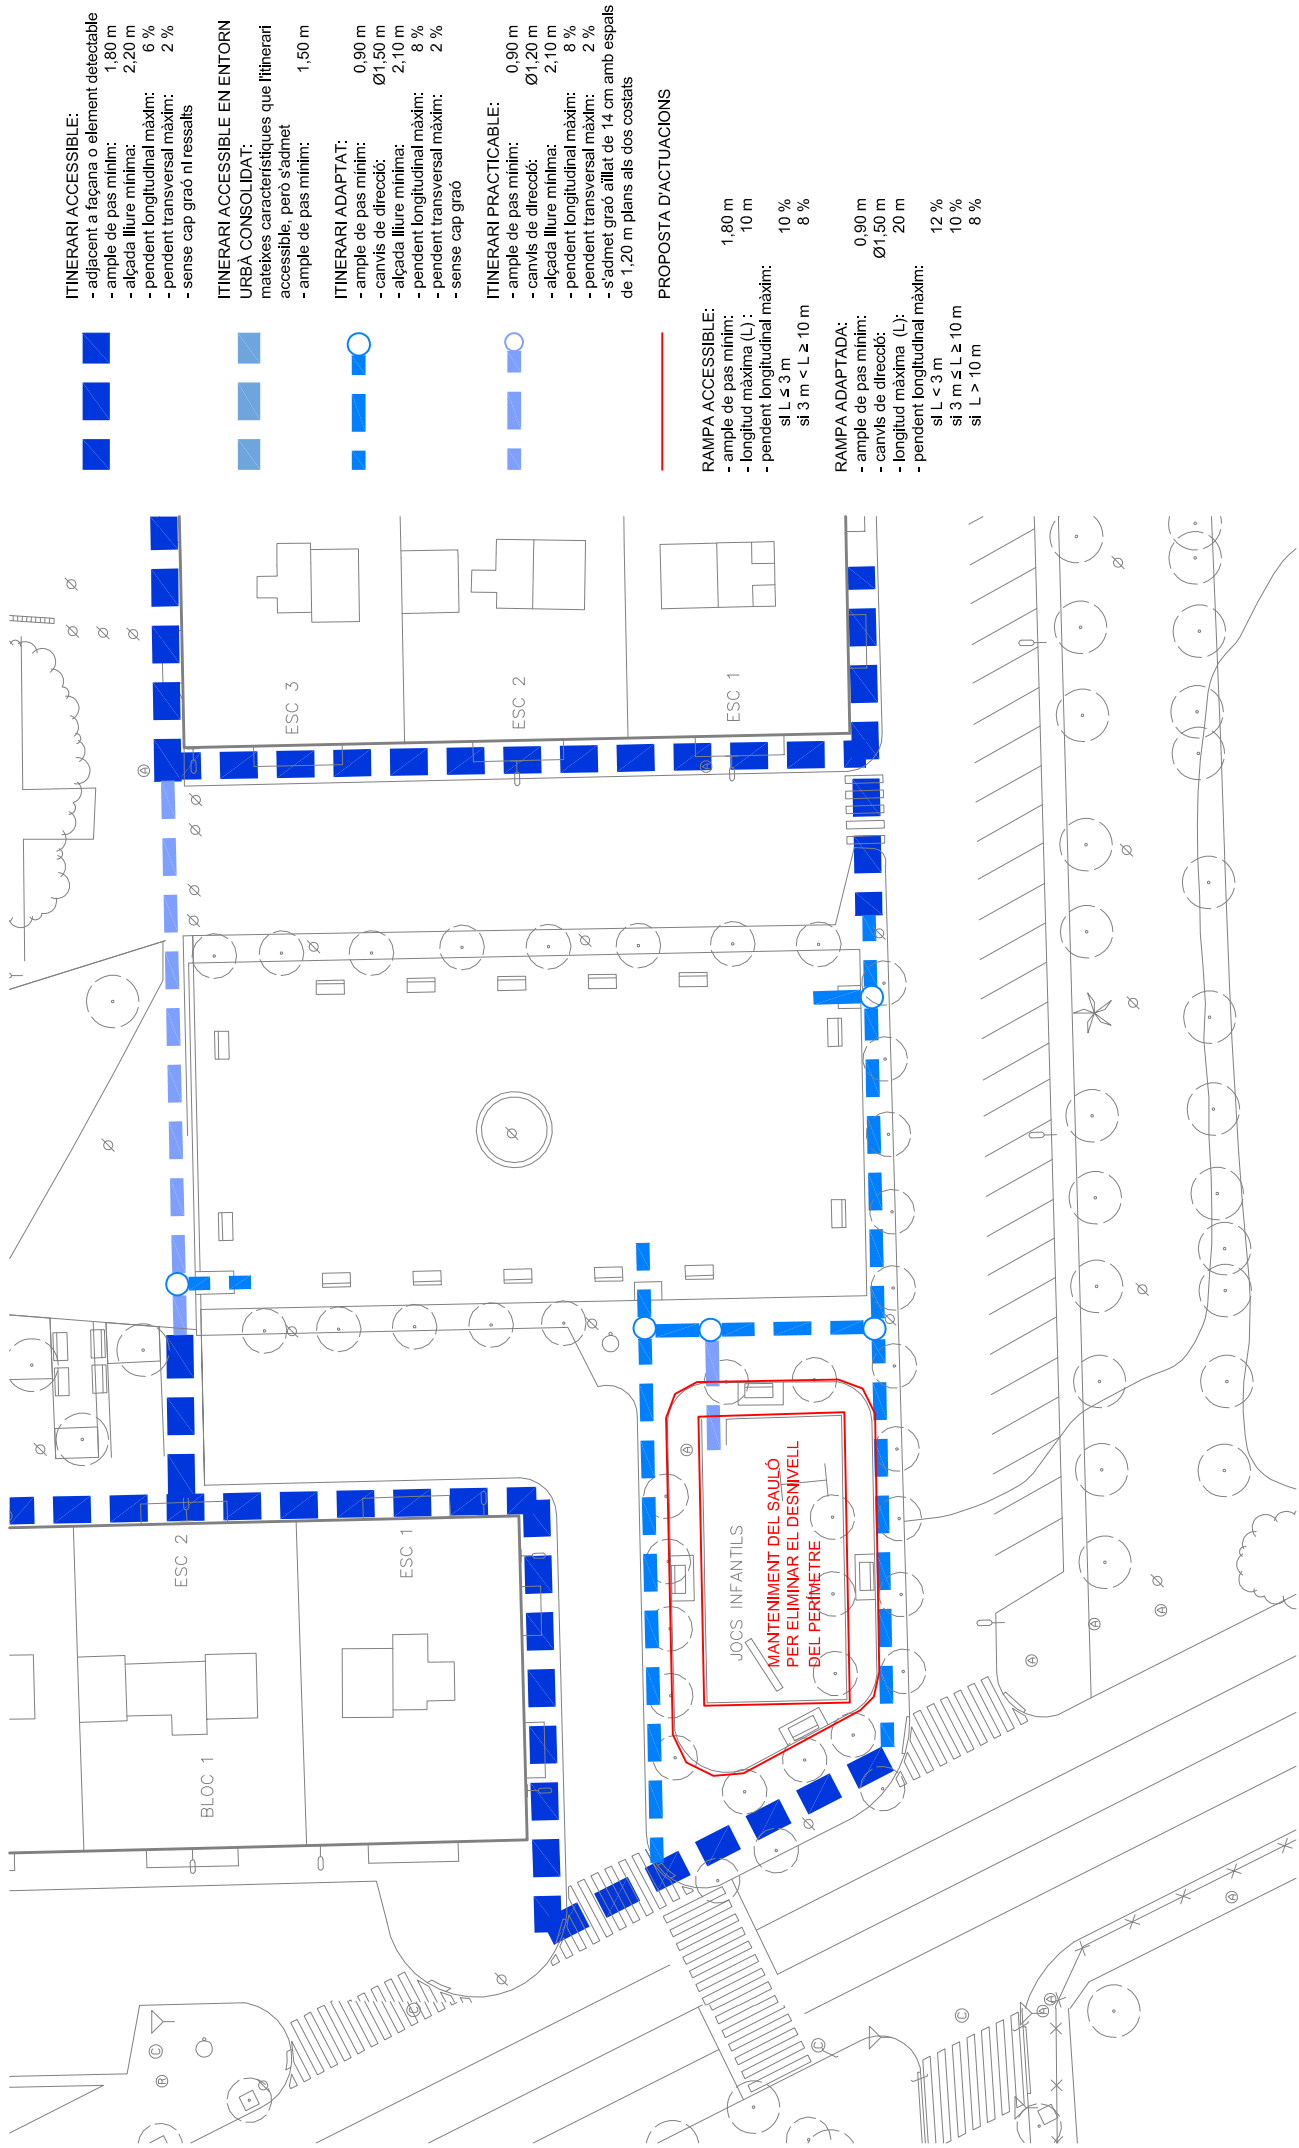 ITINERARI ACCESSIBLE:
- adjacent a façana o element detectable
- ample de pas mínim: 1,80 m
- alçada lliure mínima: 2,20 m
- pendent longitudinal màxim: 6 %
- pendent transversal màxim: 2 %
- sense cap graó ni ressalts
ITINERARI ACCESSIBLE EN ENTORN
URBÀ CONSOLIDAT:
mateixes característiques que l'itinerari
accessible, però s'admet
- ample de pas mínim: 1,50 m
ITINERARI ADAPTAT:
- ample de pas mínim: 0,90 m
- canvis de direcció: Ø1,50 m
- alçada lliure mínima: 2,10 m
- pendent longitudinal màxim: 8 %
- pendent transversal màxim: 2 %
- sense cap graó
ITINERARI PRACTICABLE:
- ample de pas mínim: 0,90 m
- canvis de direcció: Ø1,20 m
- alçada lliure mínima: 2,10 m
- pendent longitudinal màxim: 8 %
- pendent transversal màxim: 2 %
- s'admet graó aïllat de 14 cm amb espais
de 1,20 m plans als dos costats
PROPOSTA D'ACTUACIONS
RAMPA ACCESSIBLE:
- ample de pas mínim: 1,80 m
- longitud màxima (L) : 10 m
- pendent longitudinal màxim:
si L ≤ 3 m 10 %
si 3 m < L ≥ 10 m 8 %
RAMPA ADAPTADA:
- ample de pas mínim: 0,90 m
- canvis de direcció: Ø1,50 m
- longitud màxima (L): 20 m
- pendent longitudinal màxim:
si L < 3 m 12 %
si 3 m ≤ L ≥ 10 m 10 %
si L > 10 m 8 %
ESC 3
ESC 2
ESC 1
A
A
ESC 2
ESC 1
BLOC 1
A
JOCS INFANTILS
MANTENIMENT DEL SAULÓ
PER ELIMINAR EL DESNIVELL
DEL PERÍMETRE
A
A
A
R
C
C
C
C
A
A
A